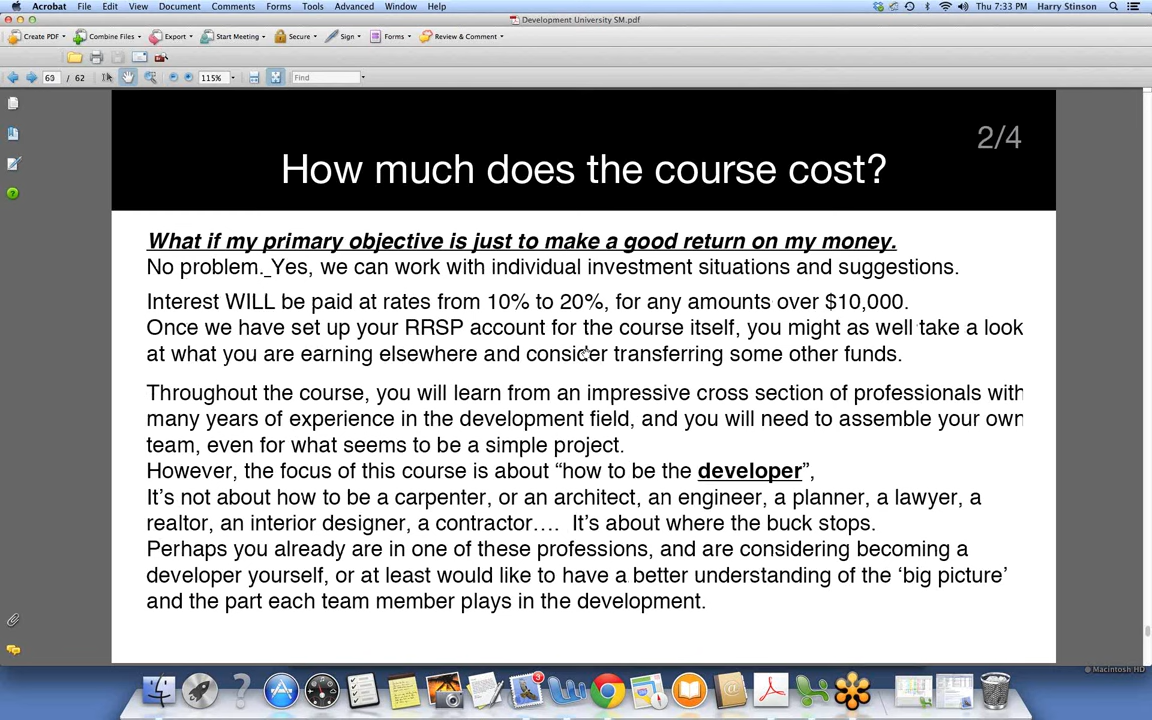 Acrobat File Edit View Document Comments Forms Tools Advanced Window Help Thu 7:33 PM Harry Stinson
Development University SM.pdf
Create PDF Combine Files Export Start Meeting Secure Sign Forms Review & Comment
60 / 62 115% Find
2/4
How much does the course cost?
What if my primary objective is just to make a good return on my money.
No problem. Yes, we can work with individual investment situations and suggestions.
Interest WILL be paid at rates from 10% to 20%, for any amounts over $10,000.
Once we have set up your RRSP account for the course itself, you might as well take a look
at what you are earning elsewhere and consider transferring some other funds.
Throughout the course, you will learn from an impressive cross section of professionals with
many years of experience in the development field, and you will need to assemble your own
team, even for what seems to be a simple project.
However, the focus of this course is about “how to be the developer”,
It’s not about how to be a carpenter, or an architect, an engineer, a planner, a lawyer, a
realtor, an interior designer, a contractor…. It’s about where the buck stops.
Perhaps you already are in one of these professions, and are considering becoming a
developer yourself, or at least would like to have a better understanding of the ‘big picture’
and the part each team member plays in the development.
Macintosh HD
3